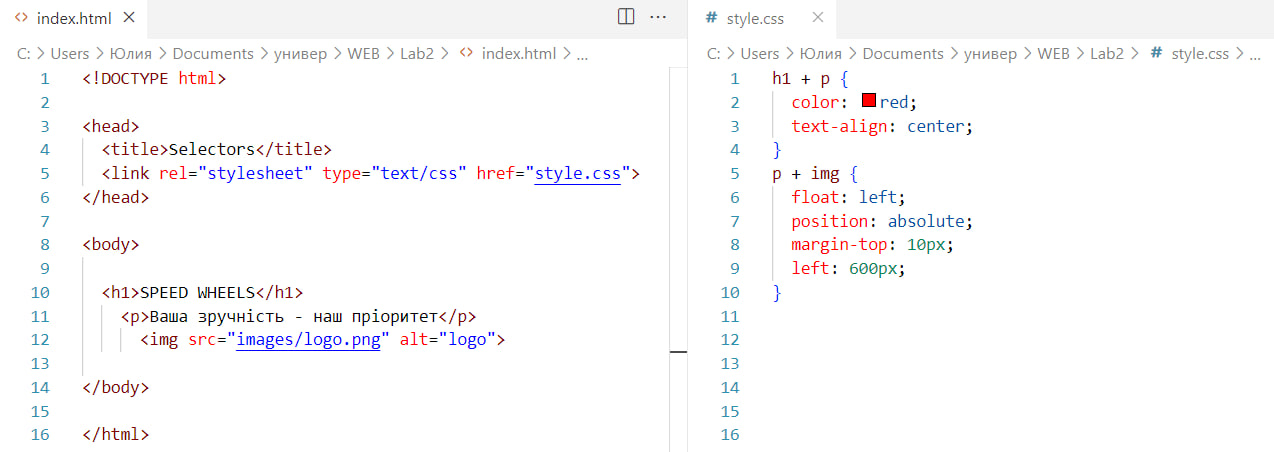 index.html
C: > Users > Юлия > Documents > универ > WEB > Lab2 > index.html > ...
1 <!DOCTYPE html>
2
3 <head>
4 <title>Selectors</title>
5 <link rel="stylesheet" type="text/css" href="style.css">
6 </head>
7
8 <body>
9
10 <h1>SPEED WHEELS</h1>
11 <p>Ваша зручність - наш пріоритет</p>
12 <img src="images/logo.png" alt="logo">
13
14 </body>
15
16 </html>
# style.css
C: > Users > Юлия > Documents > универ > WEB > Lab2 > # style.css > ...
1 h1 + p {
2 color: red;
3 text-align: center;
4 }
5 p + img {
6 float: left;
7 position: absolute;
8 margin-top: 10px;
9 left: 600px;
10 }
11
12
13
14
15
16